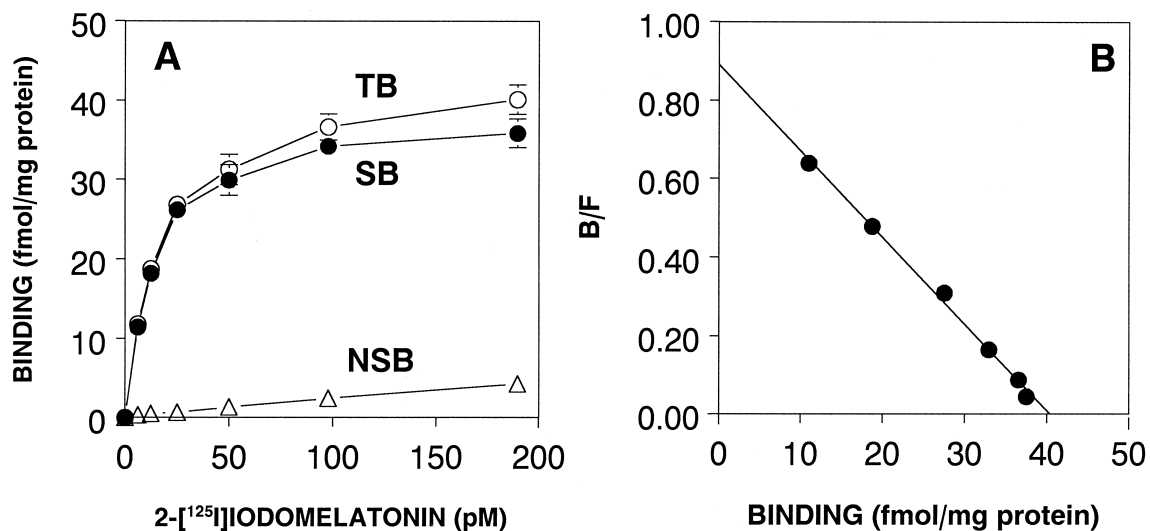 A
TB
SB
NSB
50
40
30
20
10
0
0 50 100 150 200
BINDING (fmol/mg protein)
2-[¹²⁵I]IODOMELATONIN (pM)
B
1.00
0.80
0.60
0.40
0.20
0.00
0 10 20 30 40 50
B/F
BINDING (fmol/mg protein)